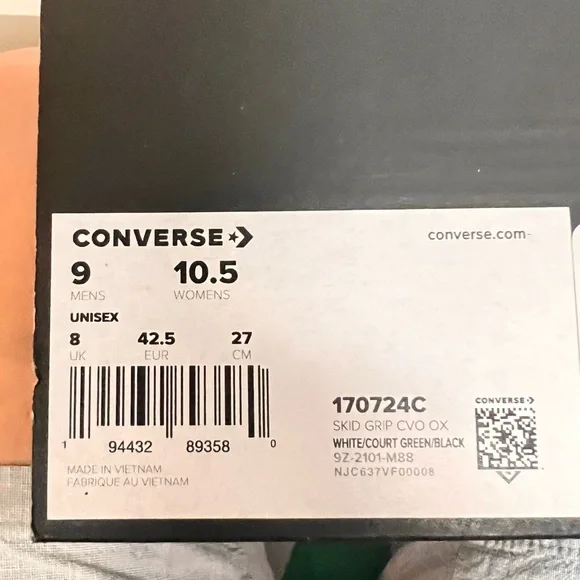 CONVERSE
converse.com
9 10.5
MENS WOMENS
UNISEX
8 42.5 27
UK EUR CM
1 94432 89358 0
MADE IN VIETNAM
FABRIQUE AU VIETNAM
170724C
SKID GRIP CVO OX
WHITE/COURT GREEN/BLACK
9Z-2101-M88
NJC637VF00008
CONVERSE